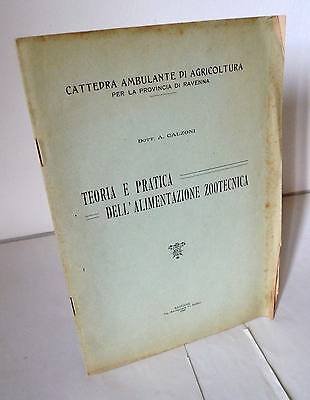 CATTEDRA AMBULANTE DI AGRICOLTURA
PER LA PROVINCIA DI RAVENNA
DOTT. A. CALZONI
TEORIA E PRATICA
DELL'ALIMENTAZIONE ZOOTECNICA